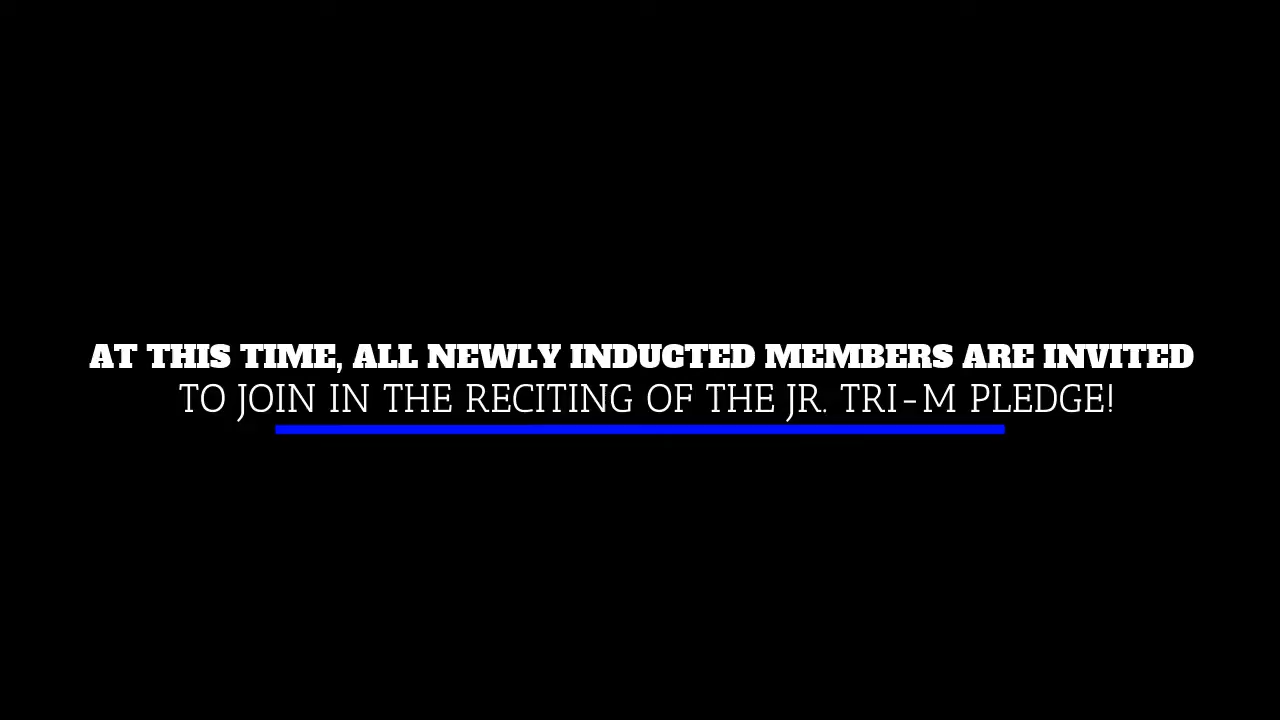 AT THIS TIME, ALL NEWLY INDUCTED MEMBERS ARE INVITED
TO JOIN IN THE RECITING OF THE JR. TRI-M PLEDGE!